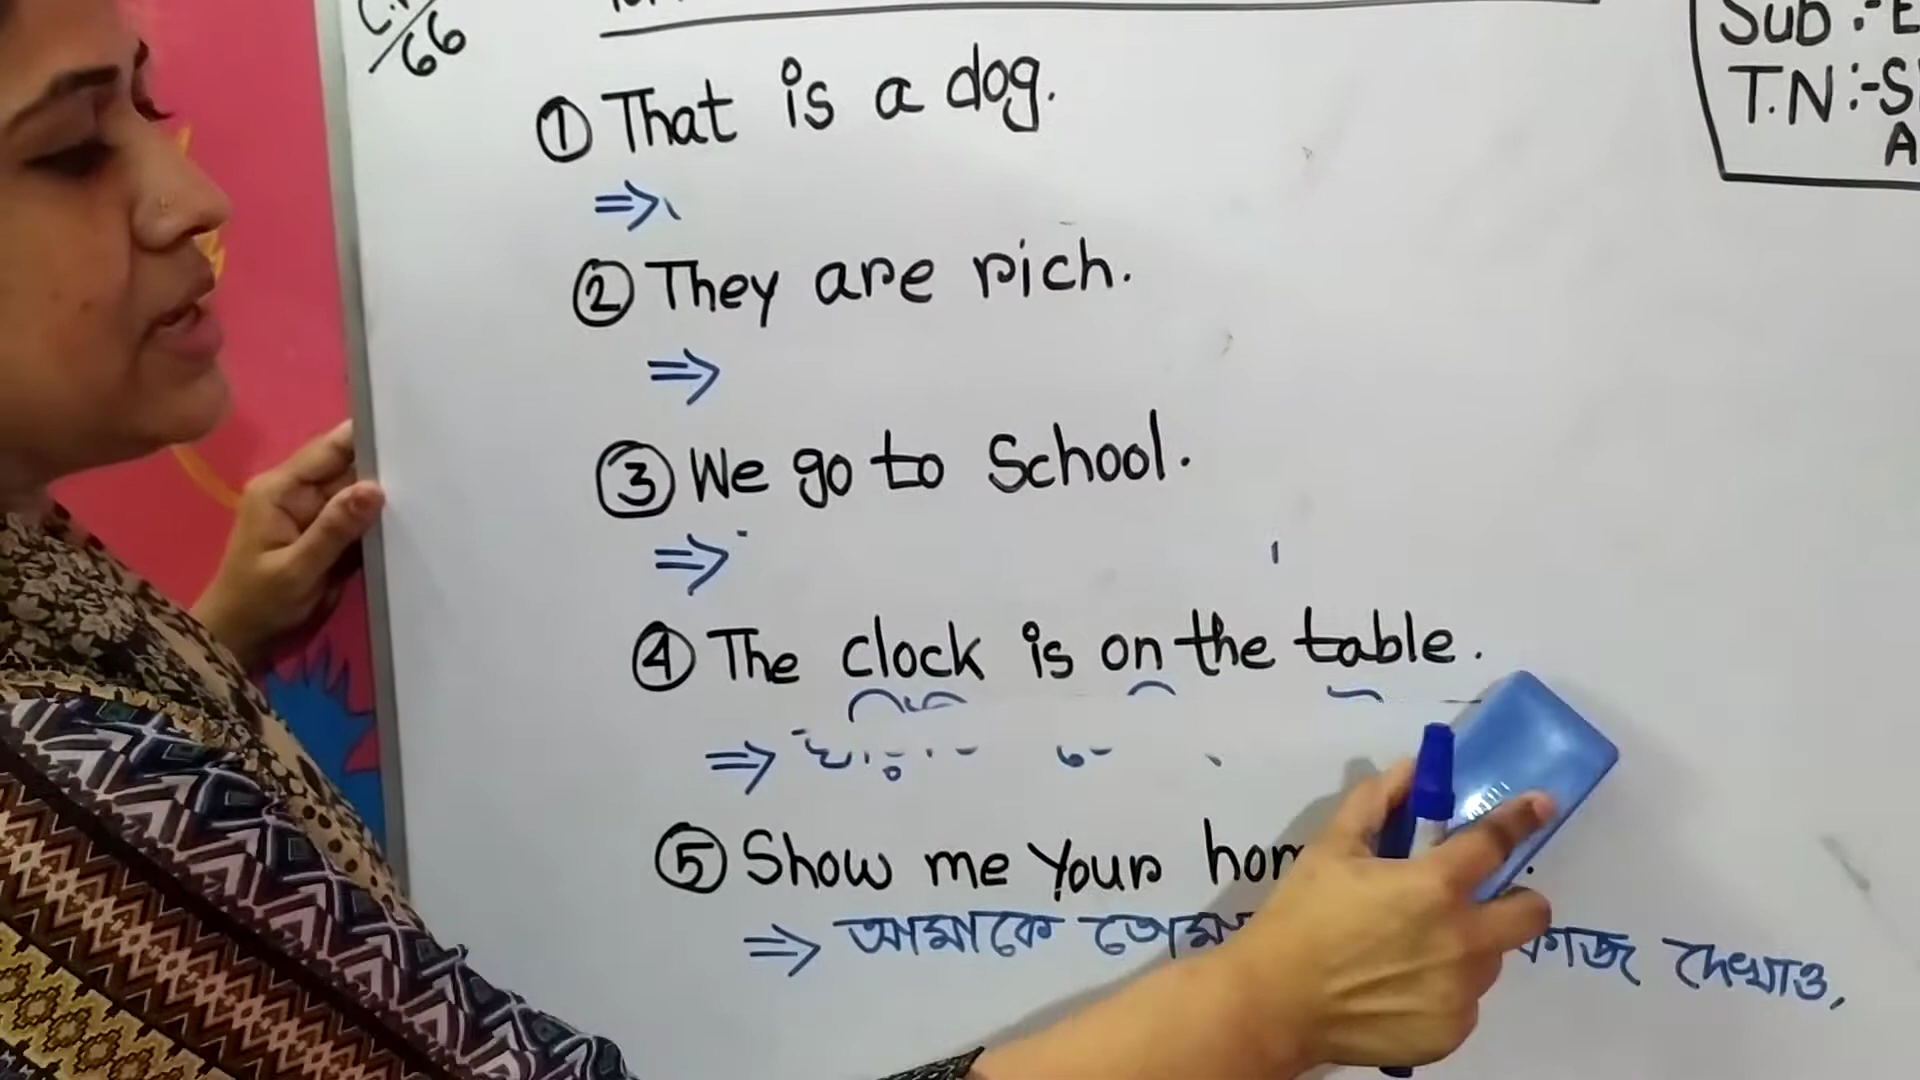 66
Sub :- E
T.N :- S
A
① That is a dog.
⇒
② They are rich.
⇒
③ We go to School.
⇒
④ The clock is on the table.
⇒
⑤ Show me your
⇒ আমাকে কাজ দেখাও,